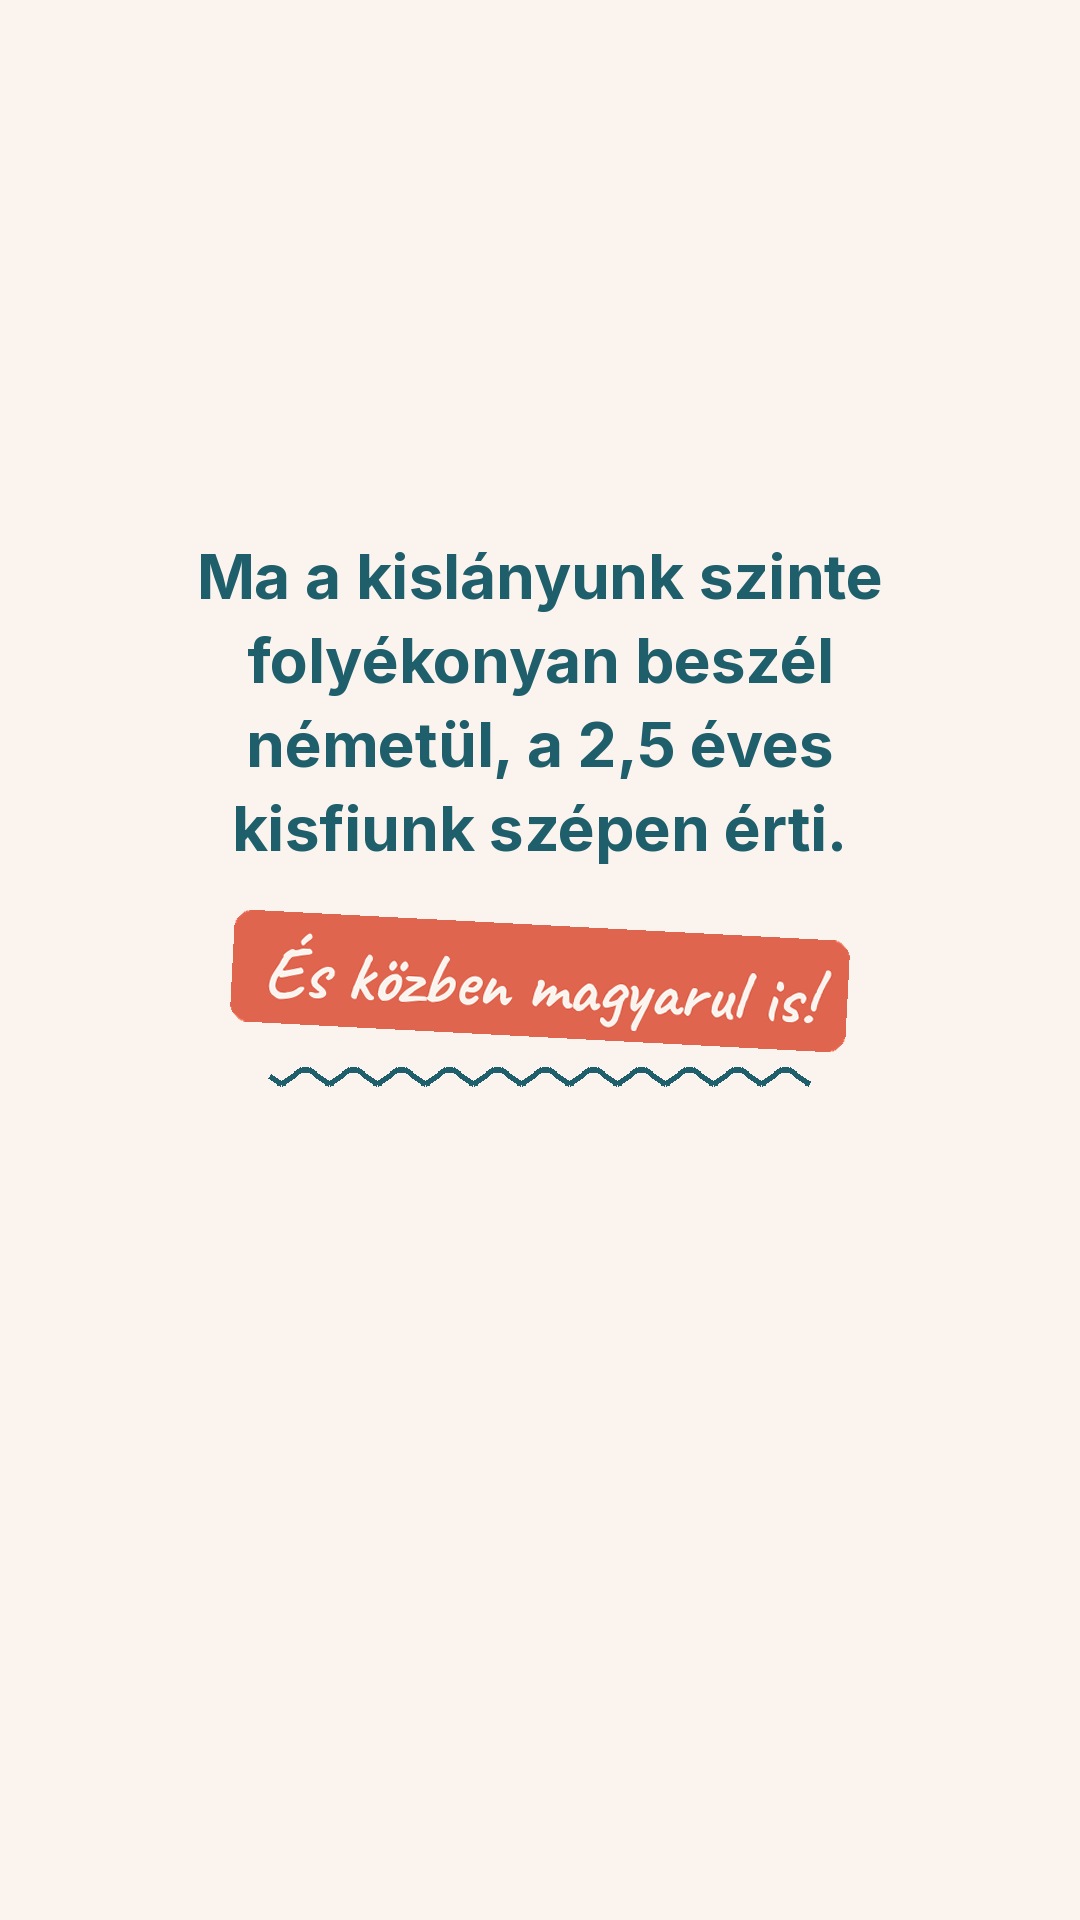 Ma a kislányunk szinte
folyékonyan beszél
németül, a 2,5 éves
kisfiunk szépen érti.
És közben magyarul is!